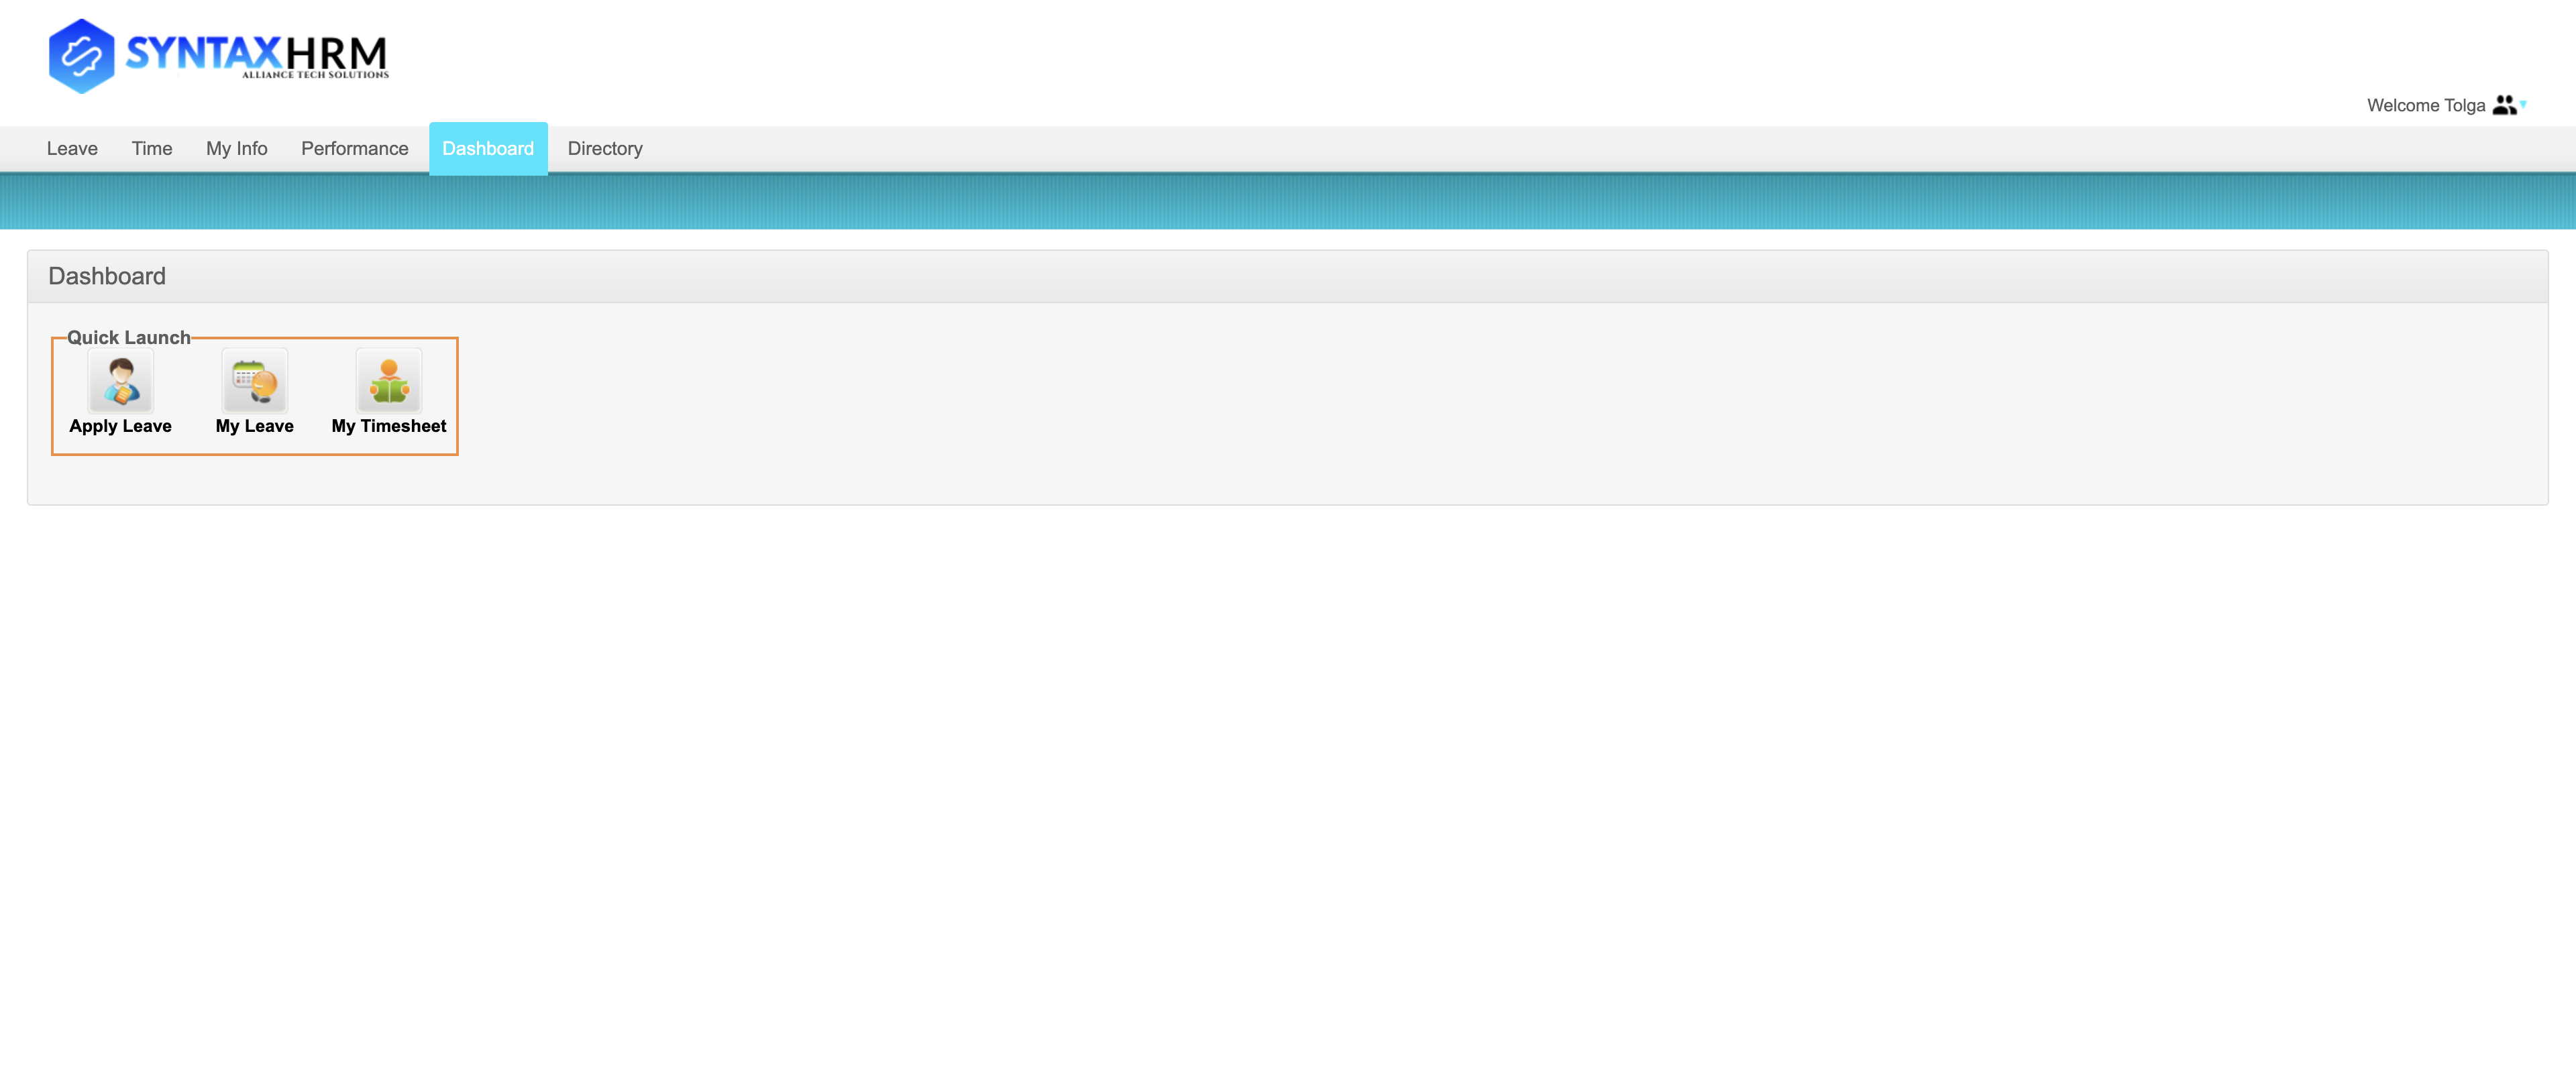 SYNTAXHRM
ALLIANCE TECH SOLUTIONS
Welcome Tolga
Leave Time My Info Performance Dashboard Directory
Dashboard
Quick Launch
Apply Leave My Leave My Timesheet